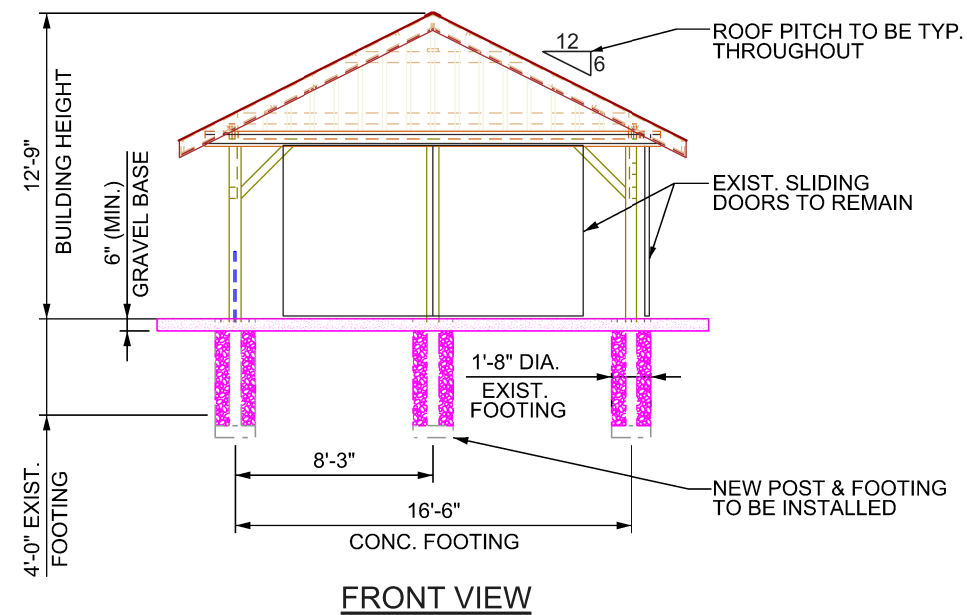 12
6
ROOF PITCH TO BE TYP.
THROUGHOUT
12'-9"
BUILDING HEIGHT
6" (MIN.)
GRAVEL BASE
EXIST. SLIDING
DOORS TO REMAIN
1'-8" DIA.
EXIST.
FOOTING
8'-3"
16'-6"
CONC. FOOTING
NEW POST & FOOTING
TO BE INSTALLED
4'-0" EXIST.
FOOTING
FRONT VIEW